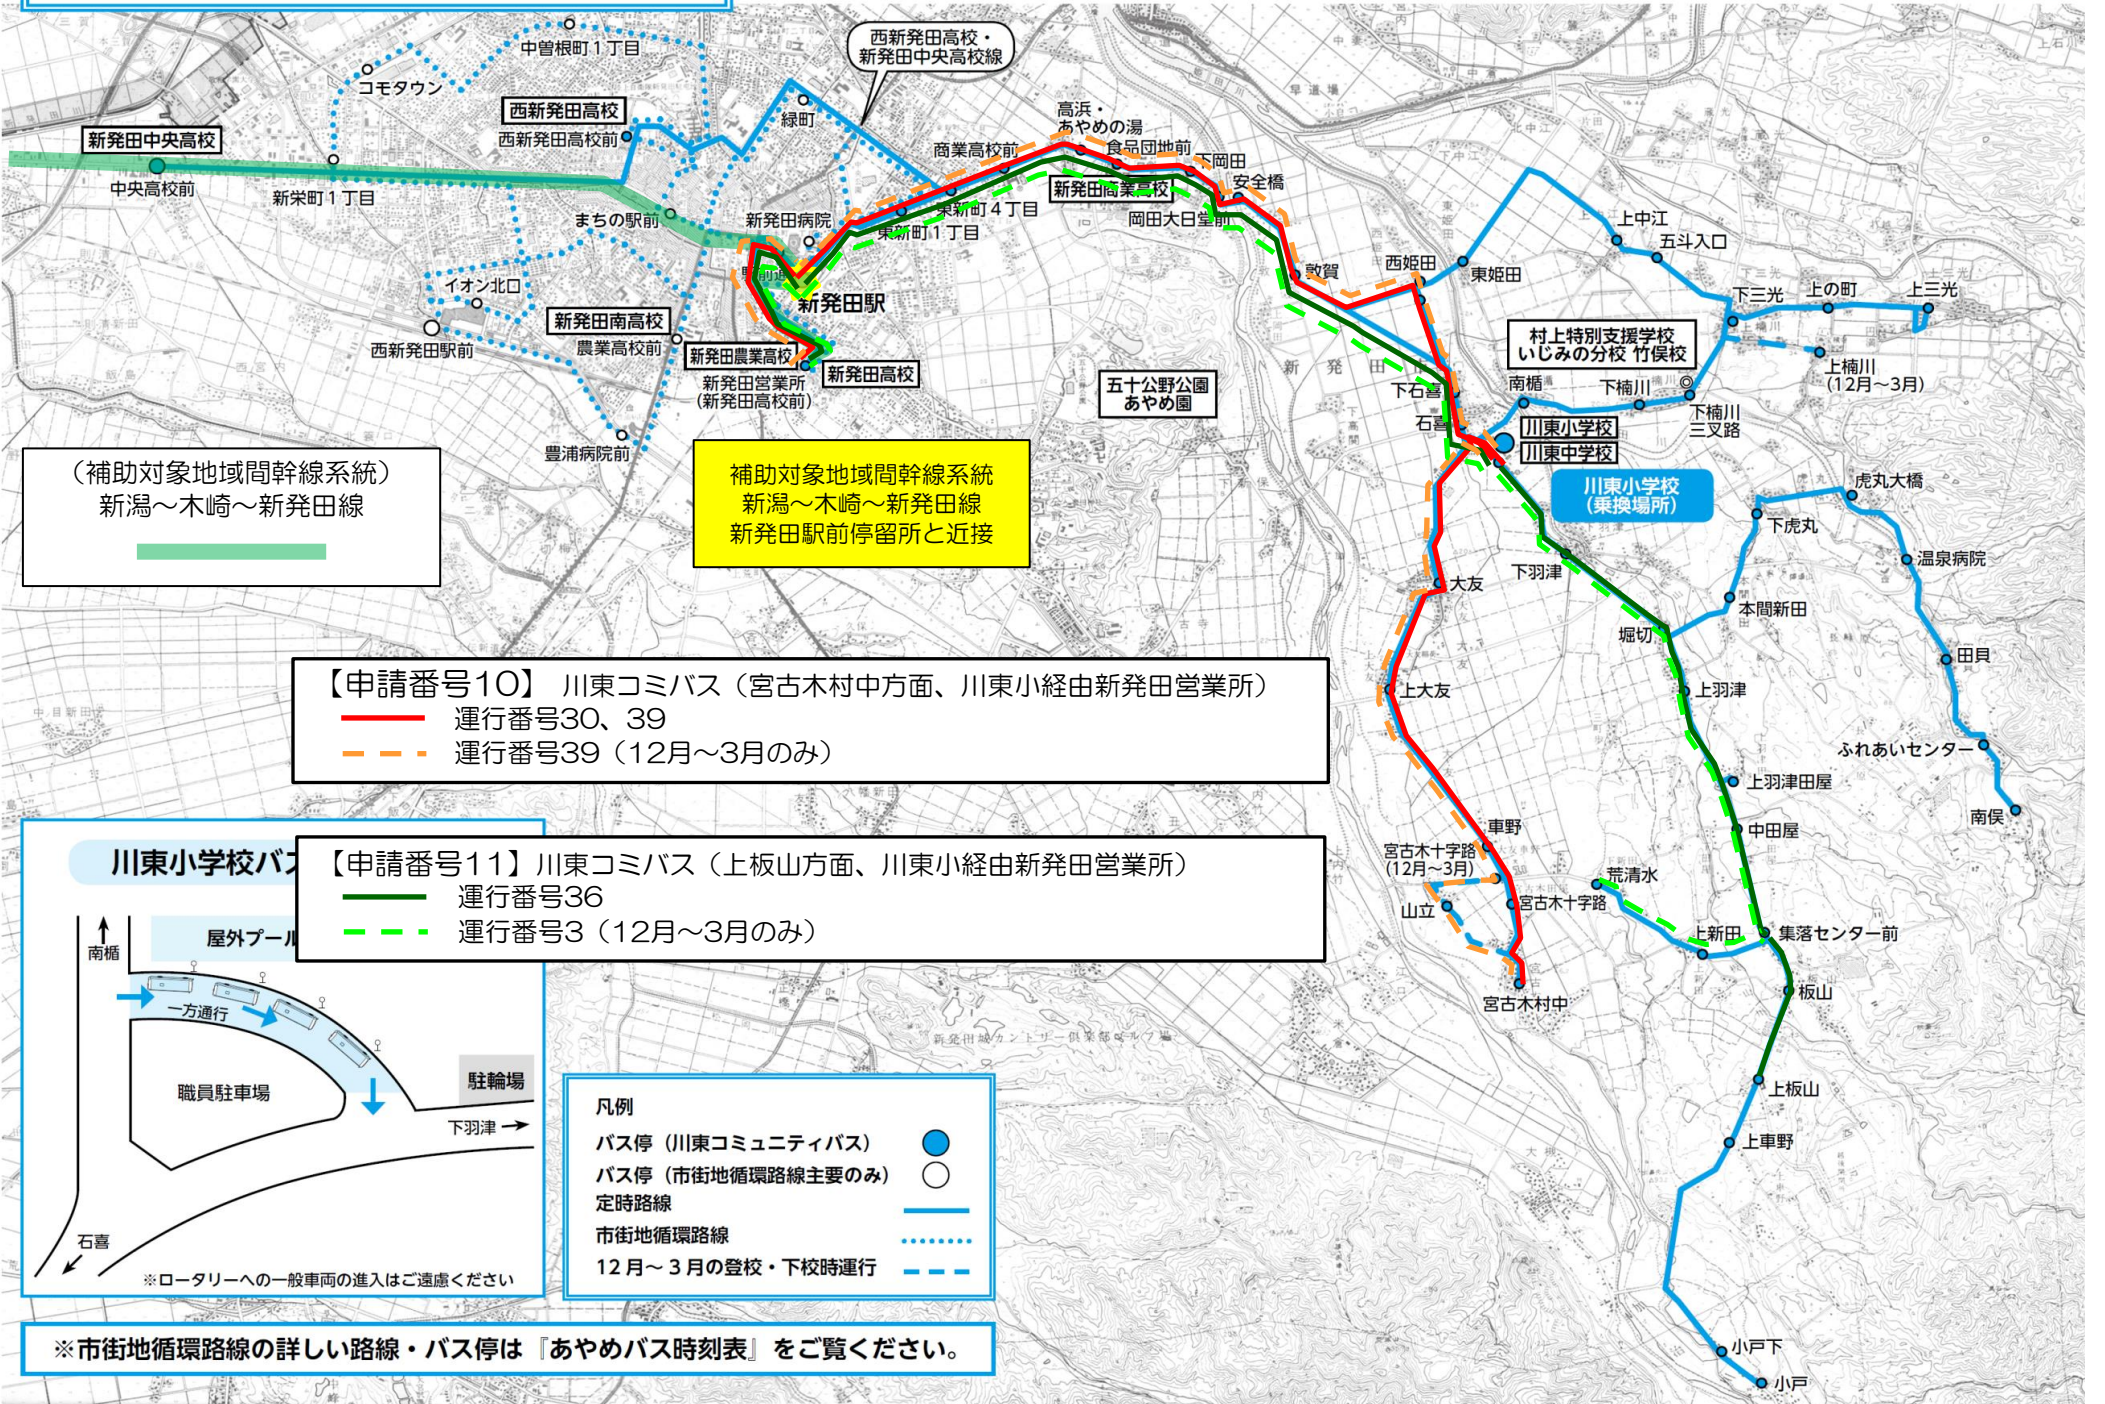 中曽根町1丁目
コモタウン
西新発田高校・
新発田中央高校線
西新発田高校
西新発田高校前
緑町
新発田中央高校
中央高校前
新栄町1丁目
まちの駅前
新発田病院
商業高校前
高浜・
あやめの湯
食品団地前
下岡田
新発田商業高校
安全橋
東新町4丁目
東新町1丁目
岡田大日堂前
駅前通
新発田駅
イオン北口
西新発田駅前
新発田南高校
農業高校前
新発田農業高校
新発田営業所
(新発田高校前)
新発田高校
豊浦病院前
敦賀
西姫田
東姫田
上中江
五斗入口
下三光
上の町
上三光
村上特別支援学校
いじみの分校 竹俣校
上楠川
(12月～3月)
南楯
下楠川
下楠川
三叉路
下石喜
石喜
五十公野公園
あやめ園
川東小学校
川東中学校
川東小学校
(乗換場所)
虎丸大橋
下虎丸
温泉病院
本間新田
田貝
ふれあいセンター
南俣
下羽津
堀切
上羽津
上羽津田屋
中田屋
大友
上大友
車野
宮古木十字路
(12月～3月)
宮古木十字路
山立
宮古木村中
荒清水
上新田
集落センター前
板山
上板山
上車野
小戸下
小戸
（補助対象地域間幹線系統）
新潟～木崎～新発田線
補助対象地域間幹線系統
新潟～木崎～新発田線
新発田駅前停留所と近接
【申請番号10】 川東コミバス（宮古木村中方面、川東小経由新発田営業所）
運行番号30、39
運行番号39（12月～3月のみ）
【申請番号11】川東コミバス（上板山方面、川東小経由新発田営業所）
運行番号36
運行番号3（12月～3月のみ）
川東小学校バス
南楯
屋外プール
一方通行
職員駐車場
駐輪場
下羽津
石喜
※ロータリーへの一般車両の進入はご遠慮ください
凡例
バス停（川東コミュニティバス）
バス停（市街地循環路線主要のみ）
定時路線
市街地循環路線
12月～3月の登校・下校時運行
※市街地循環路線の詳しい路線・バス停は『あやめバス時刻表』をご覧ください。
新発田城カントリー倶楽部ゴルフ場